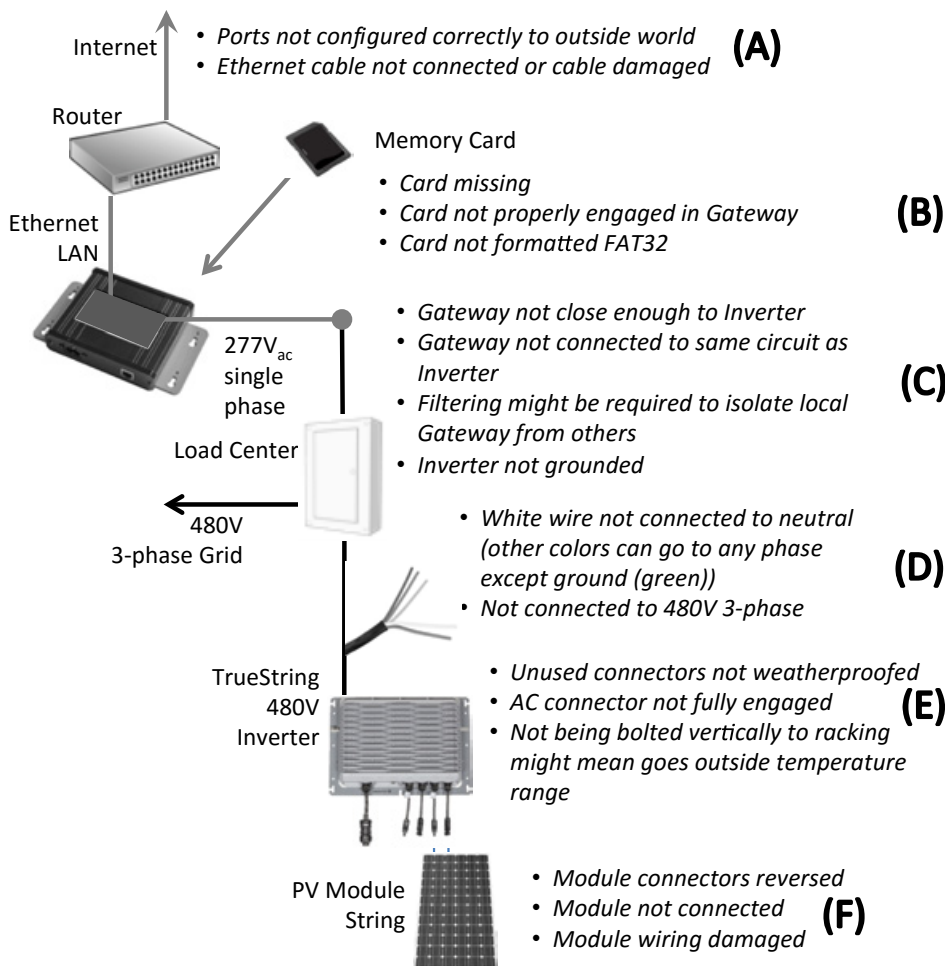 Internet
• Ports not configured correctly to outside world
• Ethernet cable not connected or cable damaged
(A)
Router
Memory Card
• Card missing
• Card not properly engaged in Gateway
• Card not formatted FAT32
(B)
Ethernet
LAN
277Vac
single
phase
• Gateway not close enough to Inverter
• Gateway not connected to same circuit as
Inverter
• Filtering might be required to isolate local
Gateway from others
• Inverter not grounded
(C)
Load Center
480V
3-phase Grid
• White wire not connected to neutral
(other colors can go to any phase
except ground (green))
• Not connected to 480V 3-phase
(D)
TrueString
480V
Inverter
• Unused connectors not weatherproofed
• AC connector not fully engaged
• Not being bolted vertically to racking
might mean goes outside temperature
range
(E)
PV Module
String
• Module connectors reversed
• Module not connected
• Module wiring damaged
(F)